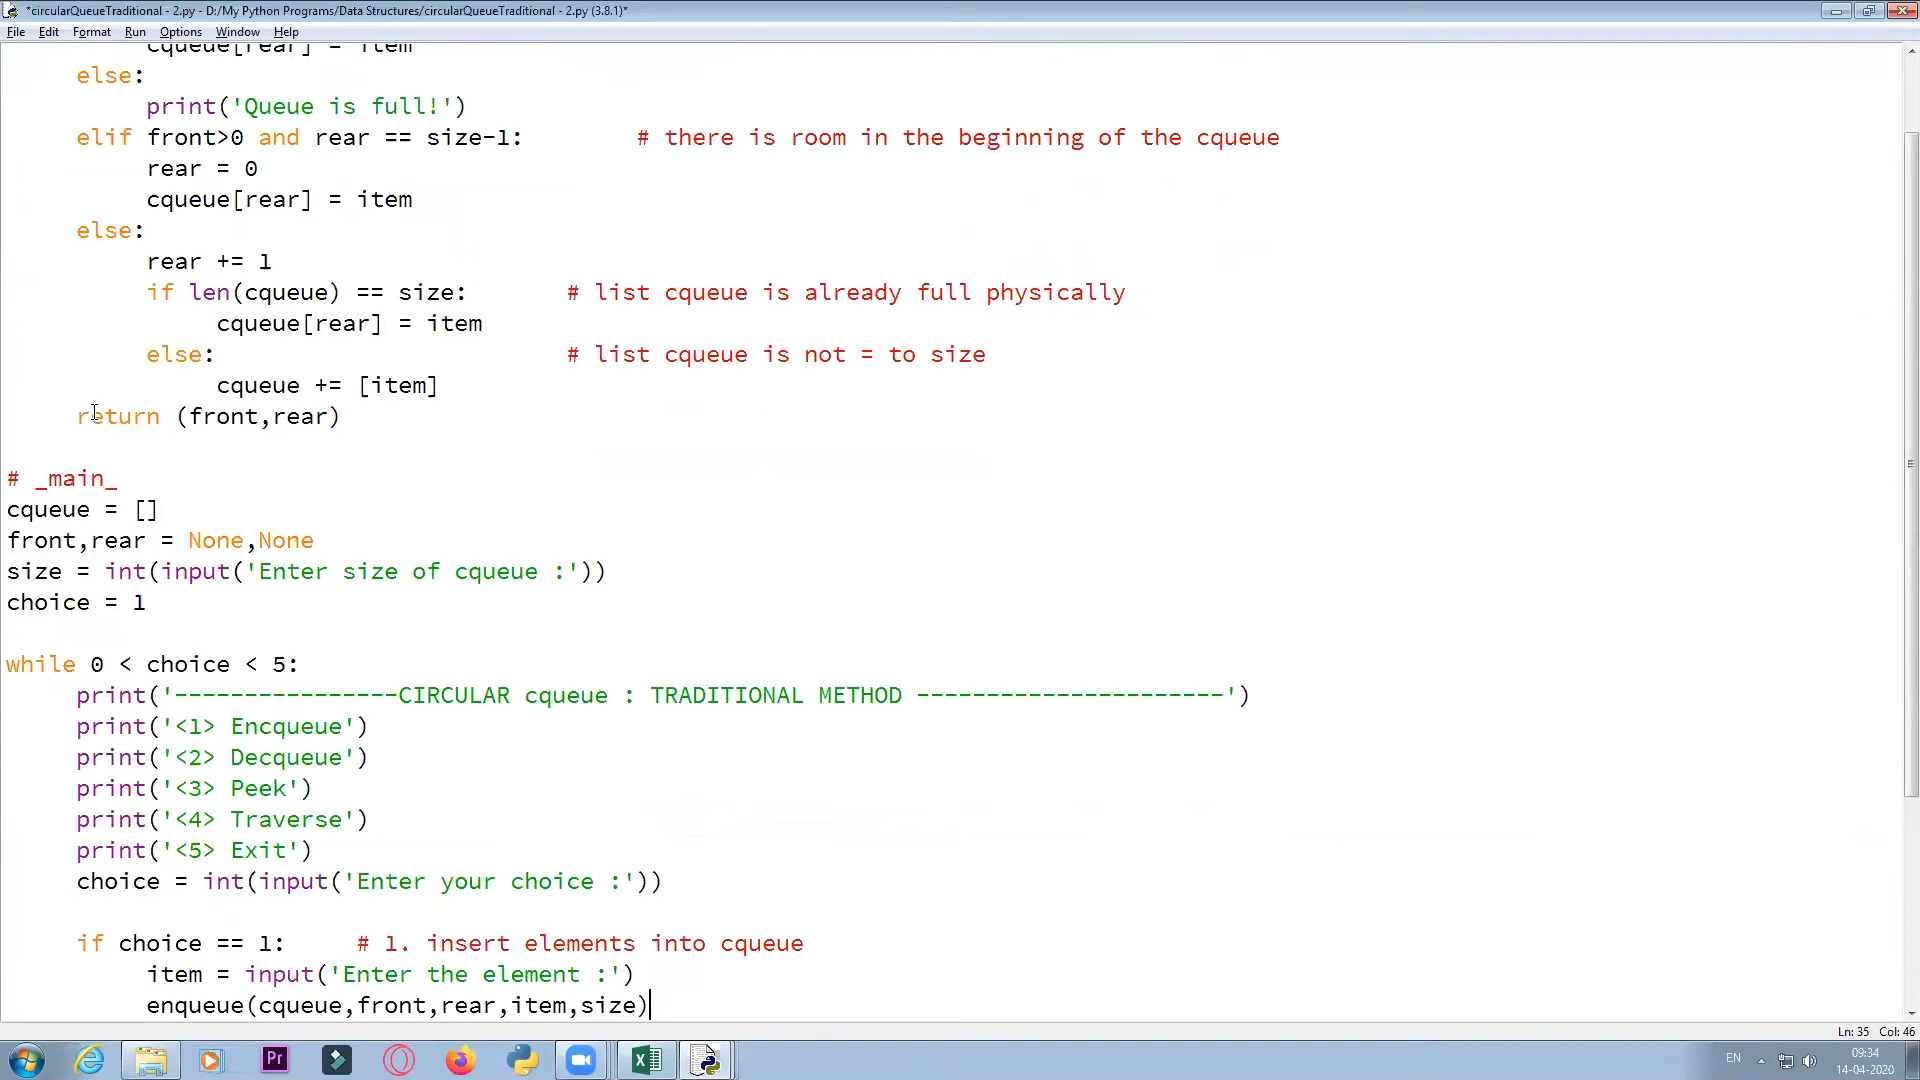 *circularQueueTraditional - 2.py - D:/My Python Programs/Data Structures/circularQueueTraditional - 2.py (3.8.1)*
File Edit Format Run Options Window Help
cqueue[rear] = item
else:
print('Queue is full!')
elif front>0 and rear == size-1: # there is room in the beginning of the cqueue
rear = 0
cqueue[rear] = item
else:
rear += 1
if len(cqueue) == size: # list cqueue is already full physically
cqueue[rear] = item
else: # list cqueue is not = to size
cqueue += [item]
return (front,rear)
# _main_
cqueue = []
front,rear = None,None
size = int(input('Enter size of cqueue :'))
choice = 1
while 0 < choice < 5:
print('----------------CIRCULAR cqueue : TRADITIONAL METHOD ----------------------')
print('<1> Encqueue')
print('<2> Decqueue')
print('<3> Peek')
print('<4> Traverse')
print('<5> Exit')
choice = int(input('Enter your choice :'))
if choice == 1: # 1. insert elements into cqueue
item = input('Enter the element :')
enqueue(cqueue,front,rear,item,size)
Ln: 35 Col: 46
Pr
EN
09:34
14-04-2020